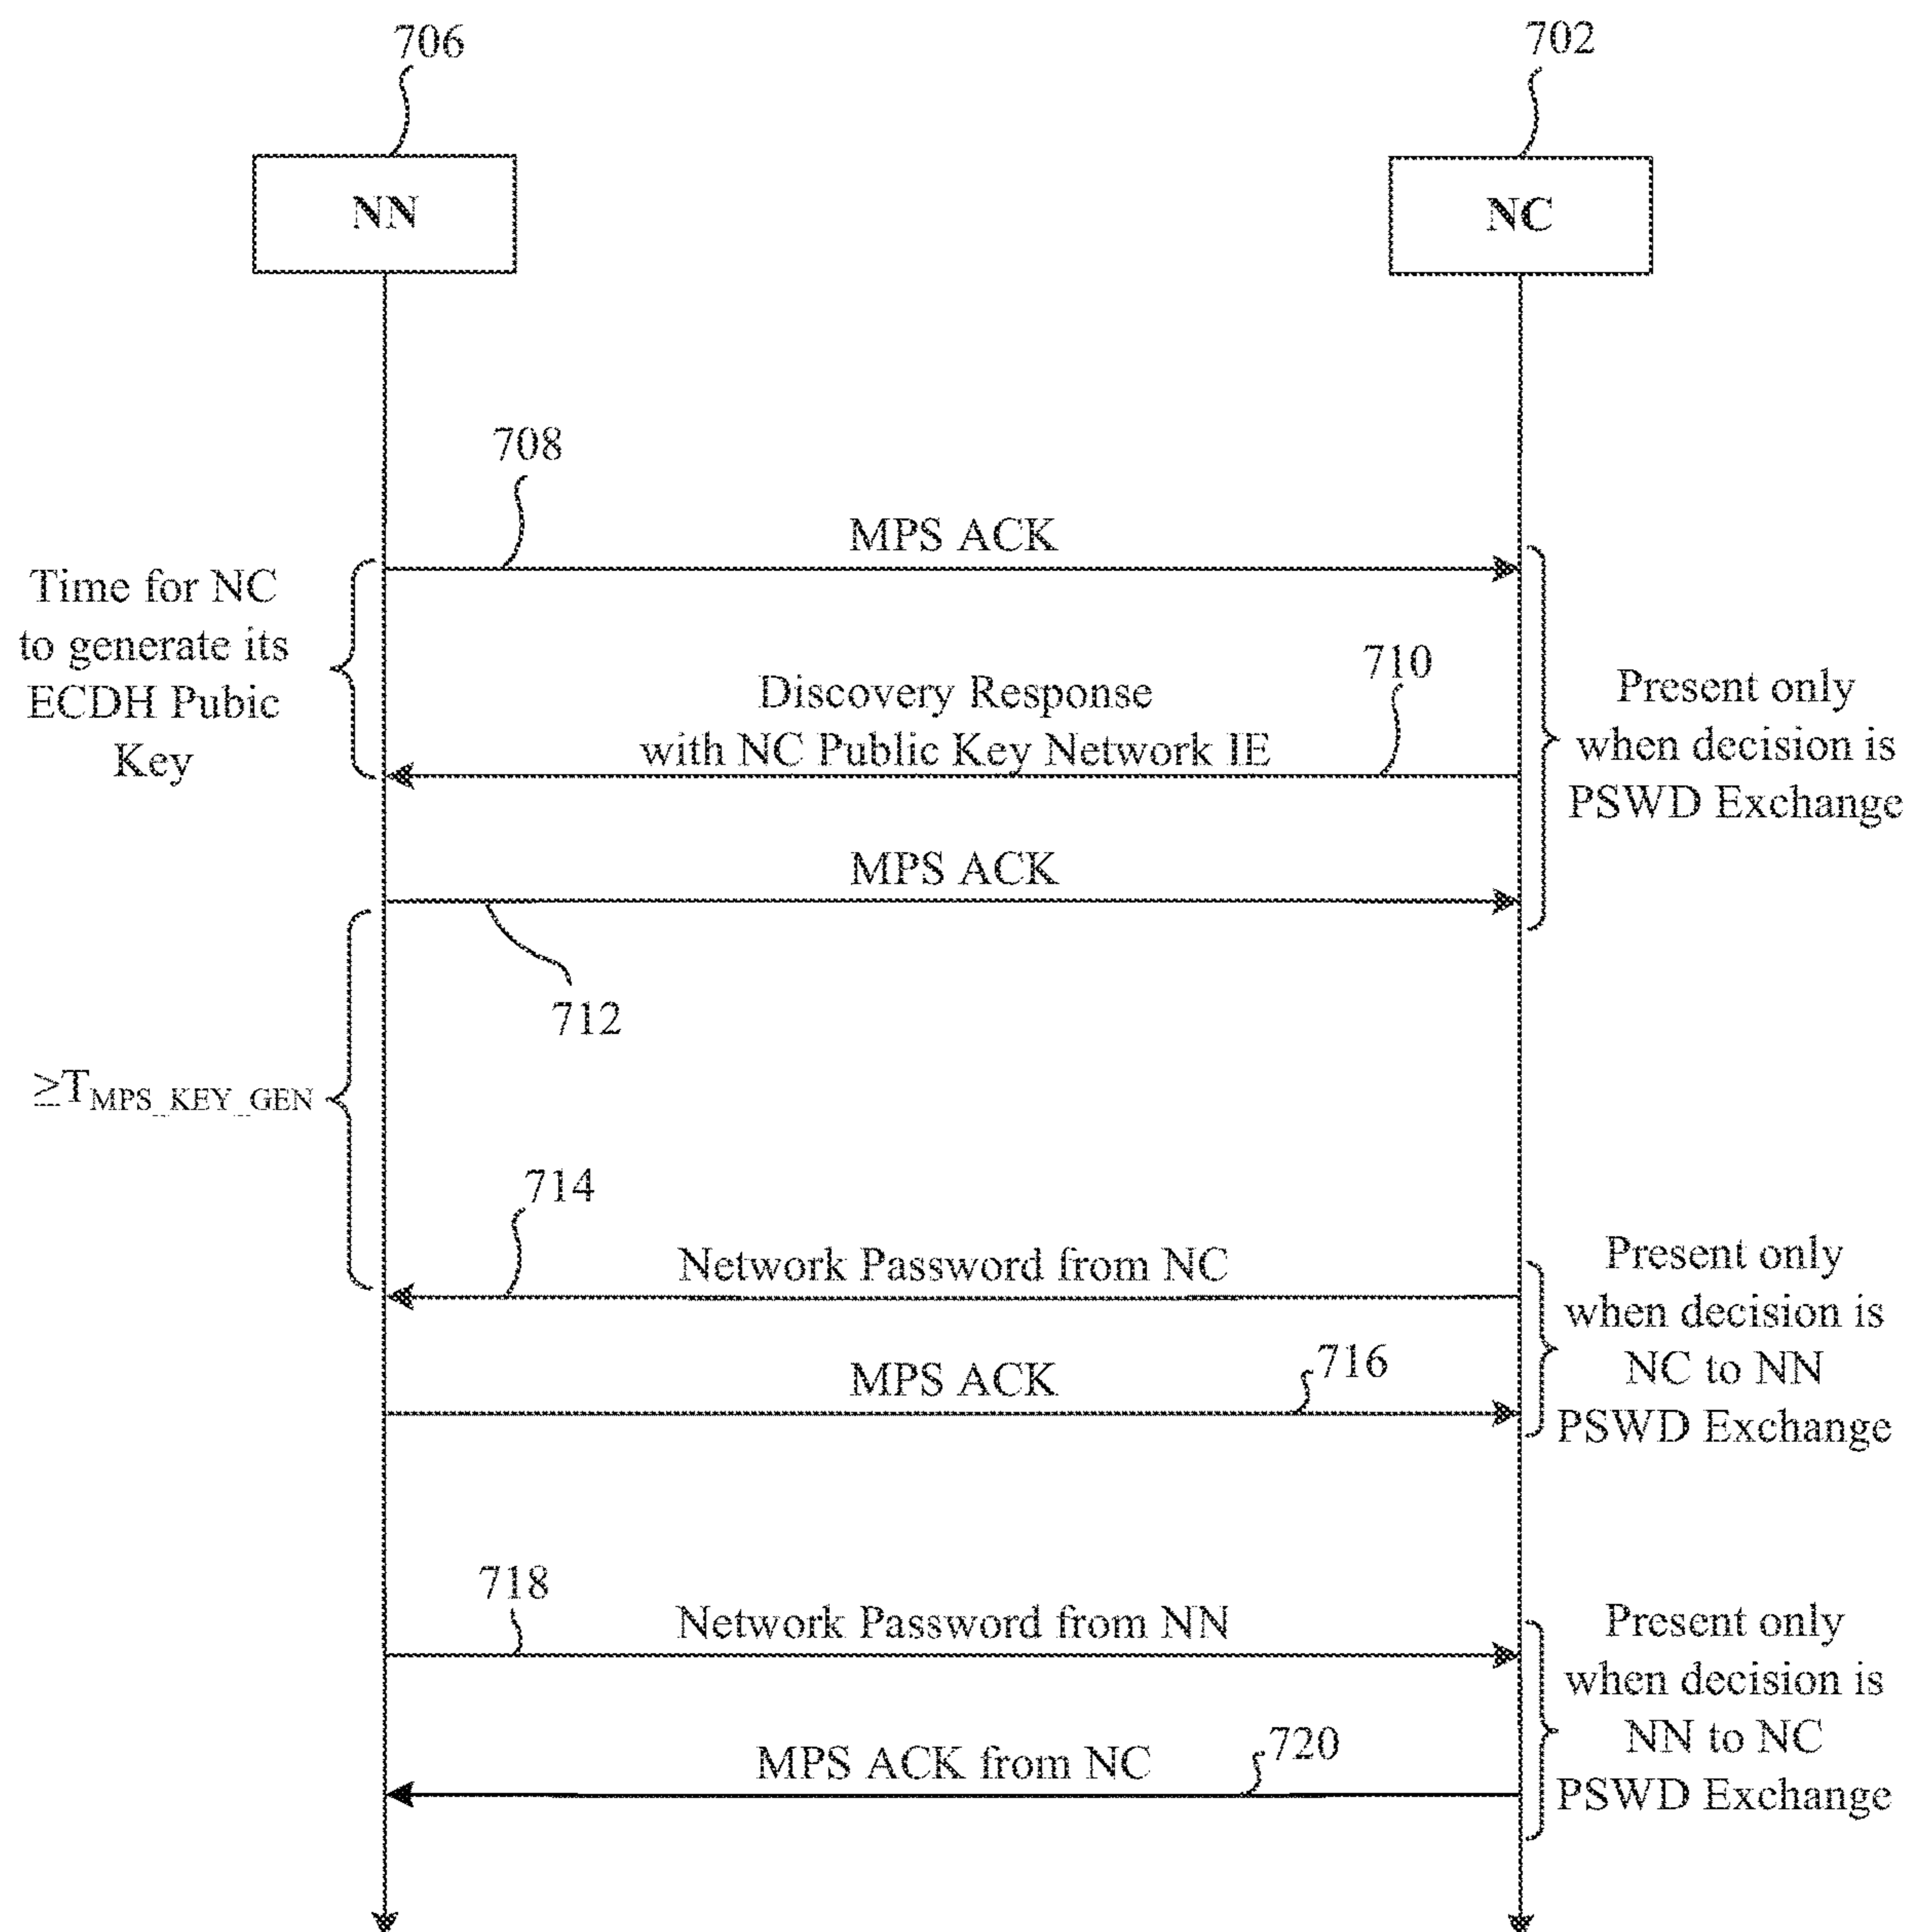 706
702
NN
NC
708
MPS ACK
Time for NC
to generate its
ECDH Pubic
Key
710
Discovery Response
with NC Public Key Network IE
Present only
when decision is
PSWD Exchange
MPS ACK
712
≥T_MPS_KEY_GEN
714
Network Password from NC
Present only
when decision is
NC to NN
PSWD Exchange
716
MPS ACK
718
Network Password from NN
Present only
when decision is
NN to NC
PSWD Exchange
720
MPS ACK from NC